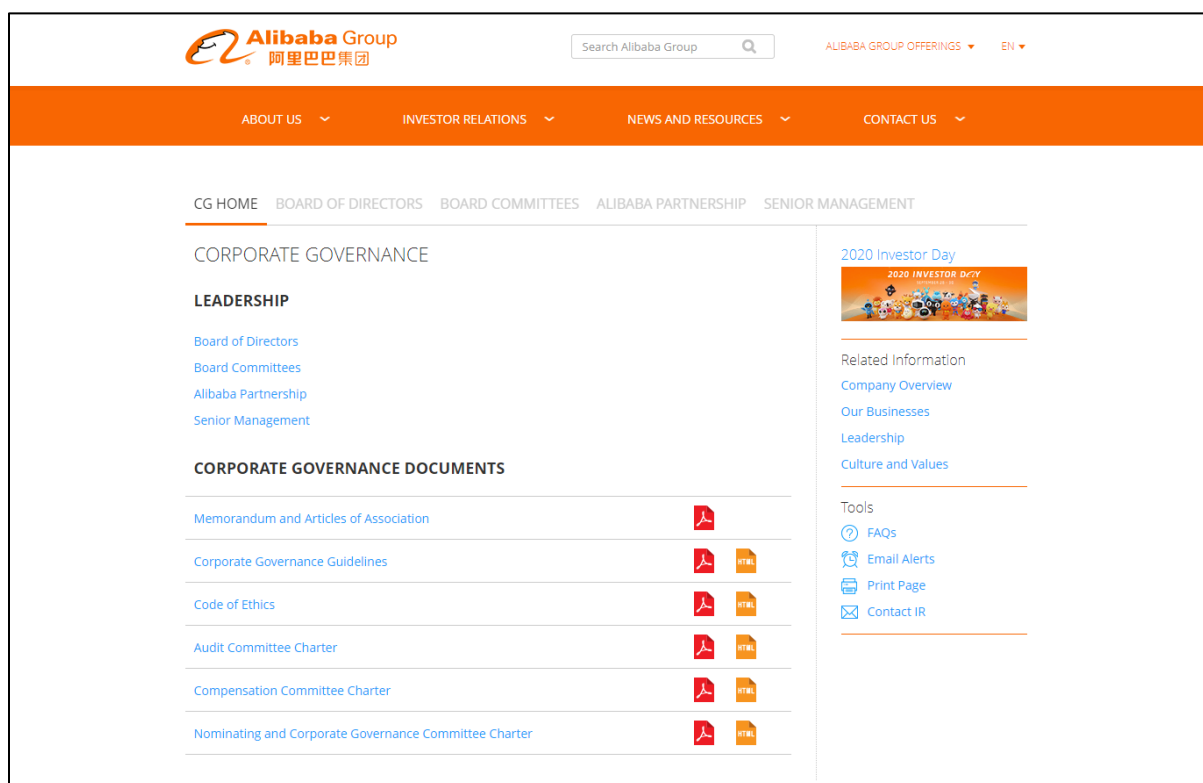 Alibaba Group
阿里巴巴集团
Search Alibaba Group
ALIBABA GROUP OFFERINGS
EN
ABOUT US
INVESTOR RELATIONS
NEWS AND RESOURCES
CONTACT US
CG HOME
BOARD OF DIRECTORS
BOARD COMMITTEES
ALIBABA PARTNERSHIP
SENIOR MANAGEMENT
CORPORATE GOVERNANCE
LEADERSHIP
Board of Directors
Board Committees
Alibaba Partnership
Senior Management
CORPORATE GOVERNANCE DOCUMENTS
Memorandum and Articles of Association
Corporate Governance Guidelines
HTML
Code of Ethics
HTML
Audit Committee Charter
HTML
Compensation Committee Charter
HTML
Nominating and Corporate Governance Committee Charter
HTML
2020 Investor Day
2020 INVESTOR DAY
Related Information
Company Overview
Our Businesses
Leadership
Culture and Values
Tools
FAQs
Email Alerts
Print Page
Contact IR